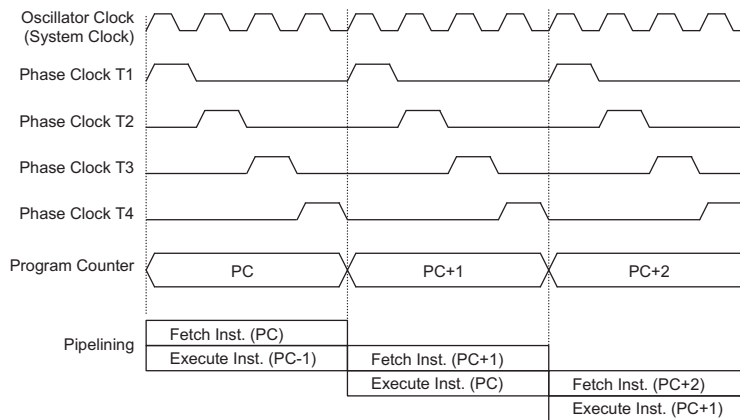 Oscillator Clock
(System Clock)
Phase Clock T1
Phase Clock T2
Phase Clock T3
Phase Clock T4
Program Counter
PC
PC+1
PC+2
Pipelining
Fetch Inst. (PC)
Execute Inst. (PC-1)
Fetch Inst. (PC+1)
Execute Inst. (PC)
Fetch Inst. (PC+2)
Execute Inst. (PC+1)